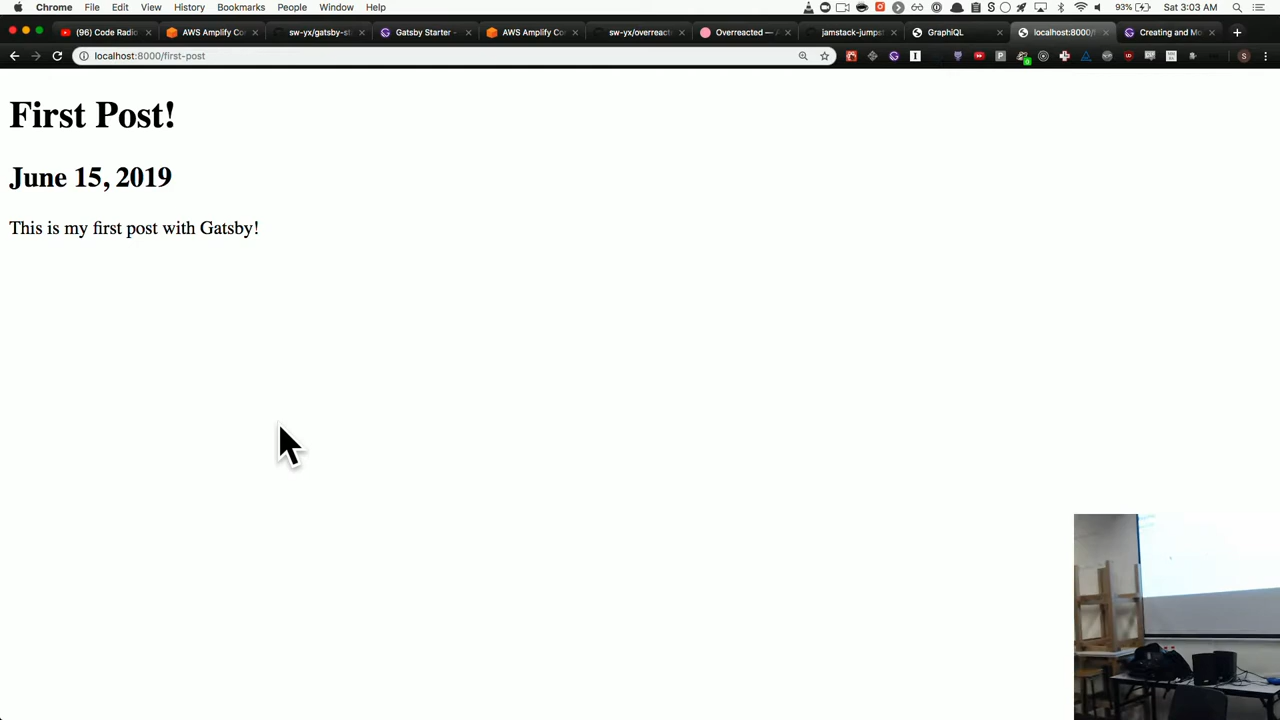 Chrome File Edit View History Bookmarks People Window Help 93% Sat 3:03 AM
(96) Code Radio AWS Amplify Co sw-yx/gatsby-st Gatsby Starter - AWS Amplify Co sw-yx/overreact Overreacted — jamstack-jumpst GraphiQL localhost:8000/ Creating and Mo
localhost:8000/first-post
First Post!
June 15, 2019
This is my first post with Gatsby!